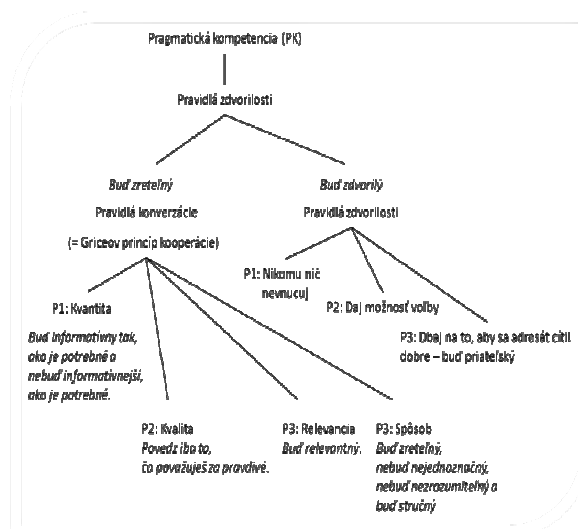 Pragmatická kompetencia (PK)
Pravidlá zdvorilosti
Buď zreteľný
Buď zdvorilý
Pravidlá konverzácie
Pravidlá zdvorilosti
(= Griceov princíp kooperácie)
P1: Nikomu nič
nevnucuj
P2: Daj možnosť voľby
P3: Dbaj na to, aby sa adresát cítil
dobre – buď priateľský
P1: Kvantita
Buď informatívny tak,
ako je potrebné a
nebuď informatívnejší,
ako je potrebné.
P2: Kvalita
Povedz iba to,
čo považuješ za pravdivé.
P3: Relevancia
Buď relevantný.
P3: Spôsob
Buď zreteľný,
nebuď nejednoznačný,
nebuď nezrozumiteľný a
buď stručný